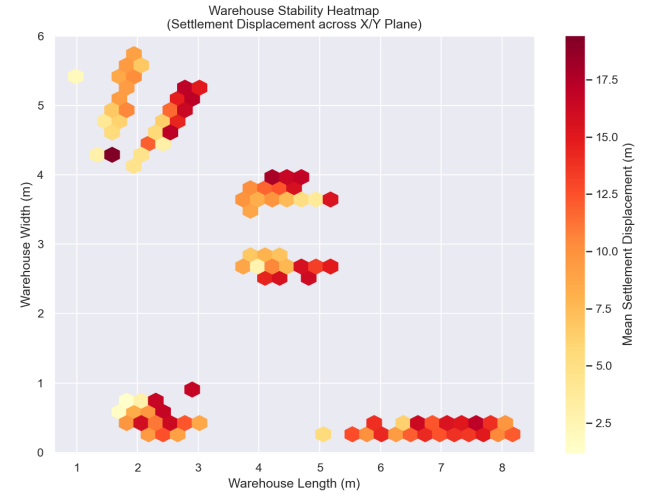 Warehouse Stability Heatmap
(Settlement Displacement across X/Y Plane)
6
5
4
3
2
1
0
Warehouse Width (m)
1 2 3 4 5 6 7 8
Warehouse Length (m)
17.5
15.0
12.5
10.0
7.5
5.0
2.5
Mean Settlement Displacement (m)